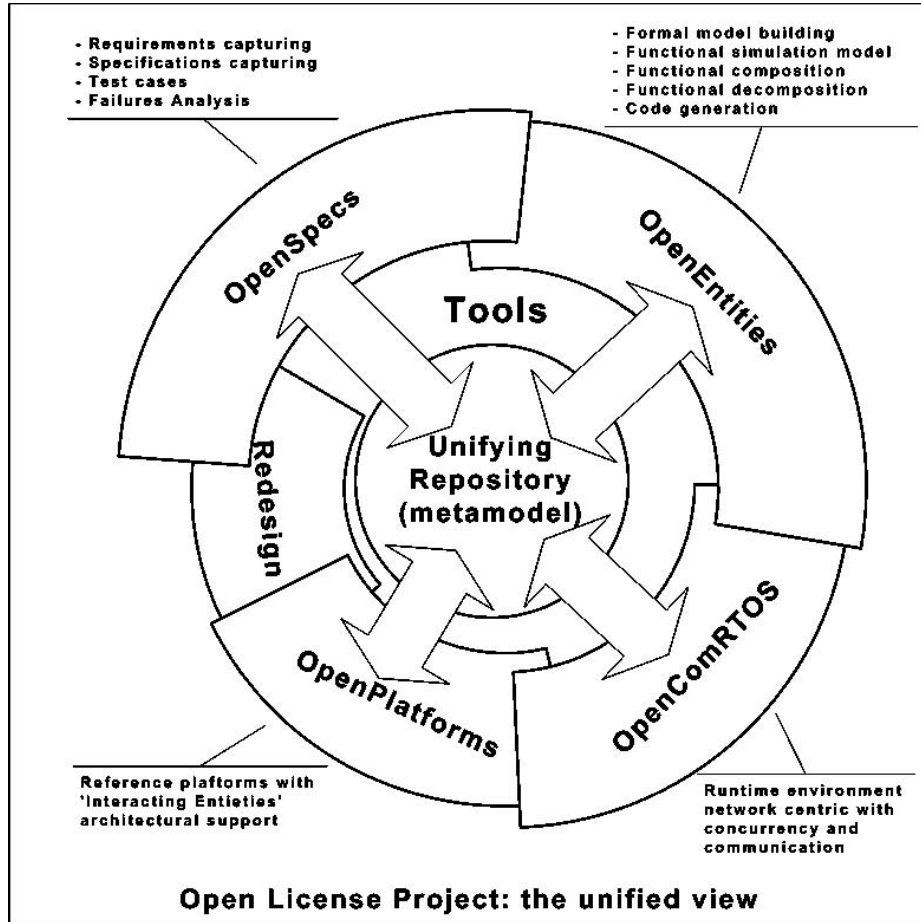 - Requirements capturing
- Specifications capturing
- Test cases
- Failures Analysis
- Formal model building
- Functional simulation model
- Functional composition
- Functional decomposition
- Code generation
OpenSpecs
OpenEntities
Tools
Unifying
Repository
(metamodel)
Redesign
OpenPlatforms
OpenComRTOS
Reference plaftorms with
'Interacting Entieties'
architectural support
Runtime environment
network centric with
concurrency and
communication
Open License Project: the unified view